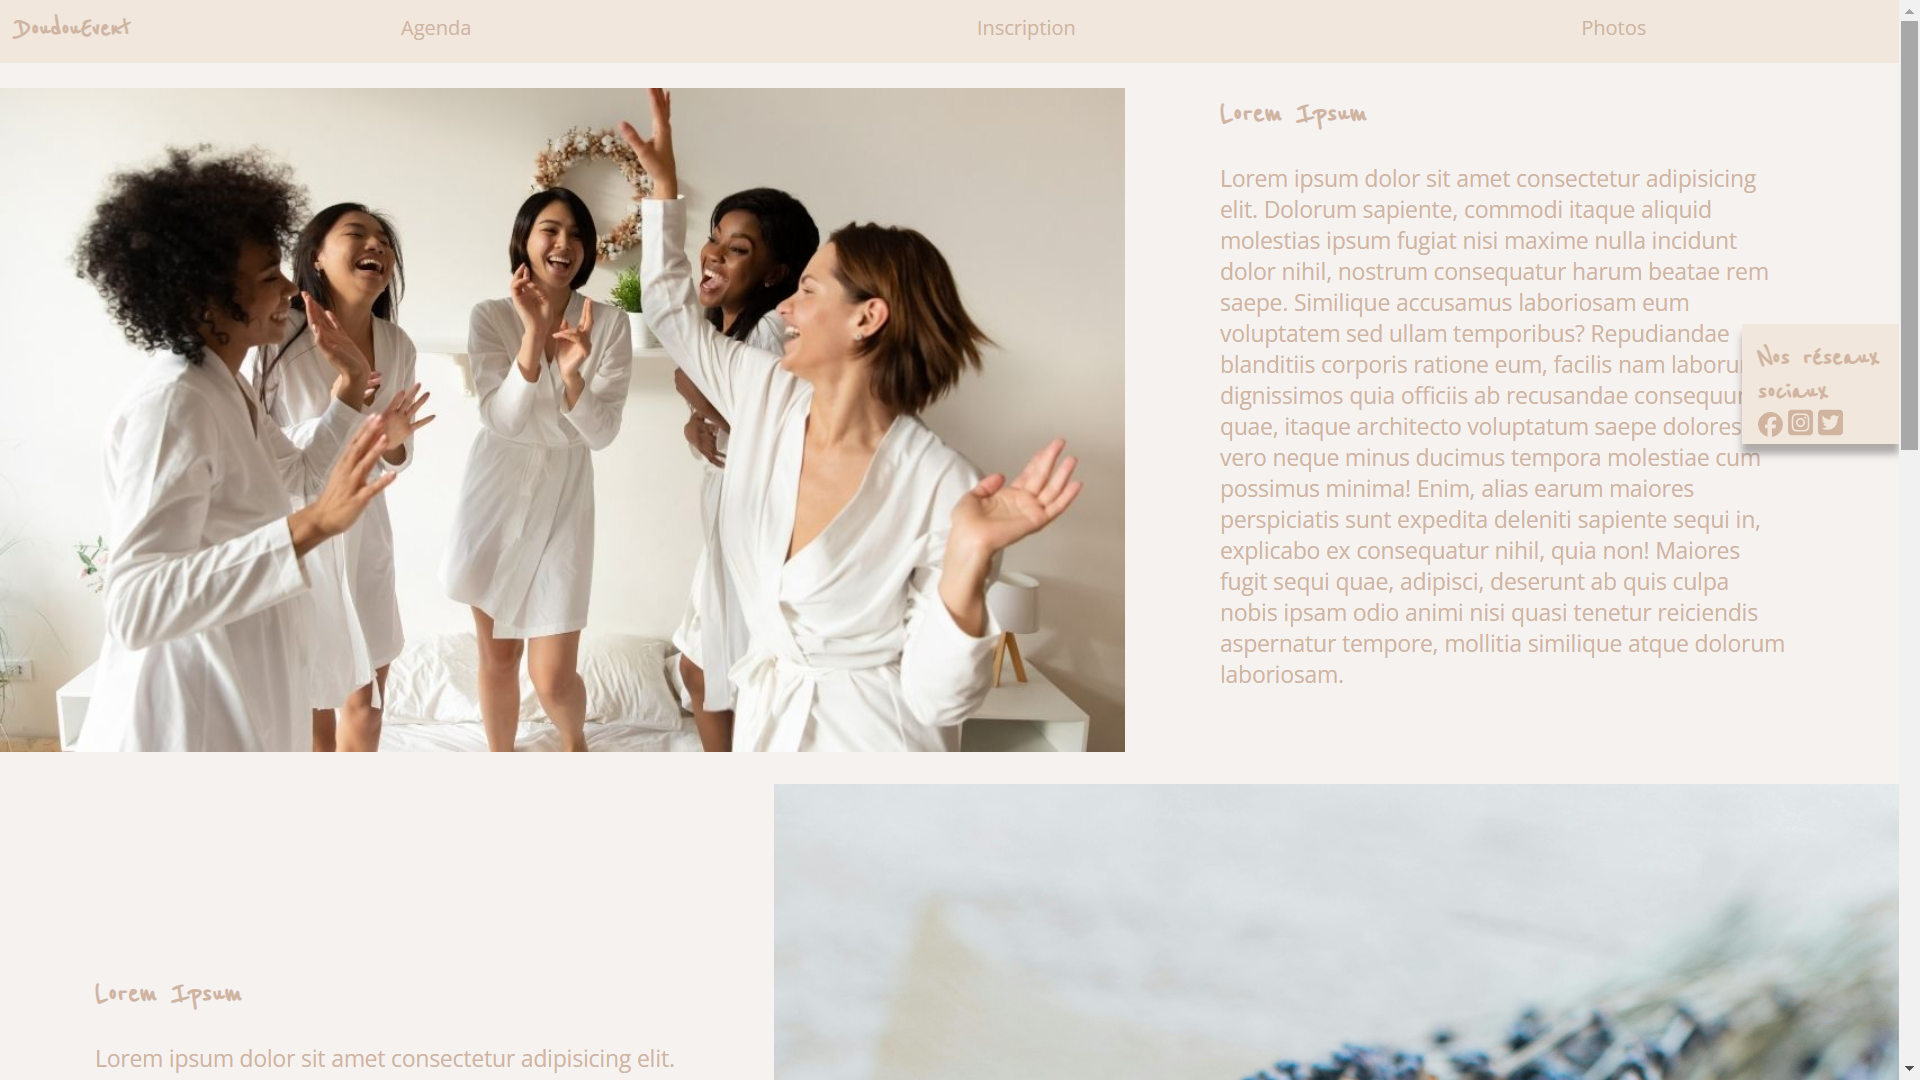 DoudouEvent
Agenda
Inscription
Photos
Lorem Ipsum
Lorem ipsum dolor sit amet consectetur adipisicing
elit. Dolorum sapiente, commodi itaque aliquid
molestias ipsum fugiat nisi maxime nulla incidunt
dolor nihil, nostrum consequatur harum beatae rem
saepe. Similique accusamus laboriosam eum
voluptatem sed ullam temporibus? Repudiandae
blanditiis corporis ratione eum, facilis nam
dignissimos quia officiis ab recusandae
quae, itaque architecto voluptatum saepe dolores
vero neque minus ducimus tempora molestiae cum
possimus minima! Enim, alias earum maiores
perspiciatis sunt expedita deleniti sapiente sequi in,
explicabo ex consequatur nihil, quia non! Maiores
fugit sequi quae, adipisci, deserunt ab quis culpa
nobis ipsam odio animi nisi quasi tenetur reiciendis
aspernatur tempore, mollitia similique atque dolorum
laboriosam.
Nos réseaux
sociaux
Lorem Ipsum
Lorem ipsum dolor sit amet consectetur adipisicing elit.